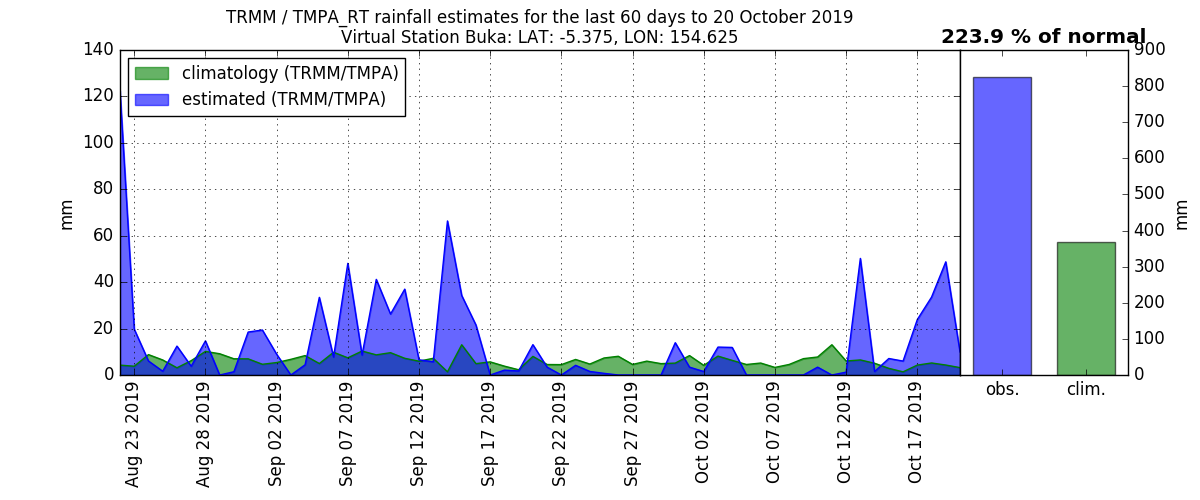 TRMM / TMPA_RT rainfall estimates for the last 60 days to 20 October 2019
Virtual Station Buka: LAT: -5.375, LON: 154.625
223.9 % of normal
climatology (TRMM/TMPA)
estimated (TRMM/TMPA)
mm
140
120
100
80
60
40
20
0
Aug 23 2019
Aug 28 2019
Sep 02 2019
Sep 07 2019
Sep 12 2019
Sep 17 2019
Sep 22 2019
Sep 27 2019
Oct 02 2019
Oct 07 2019
Oct 12 2019
Oct 17 2019
obs.
clim.
900
800
700
600
500
400
300
200
100
0
mm